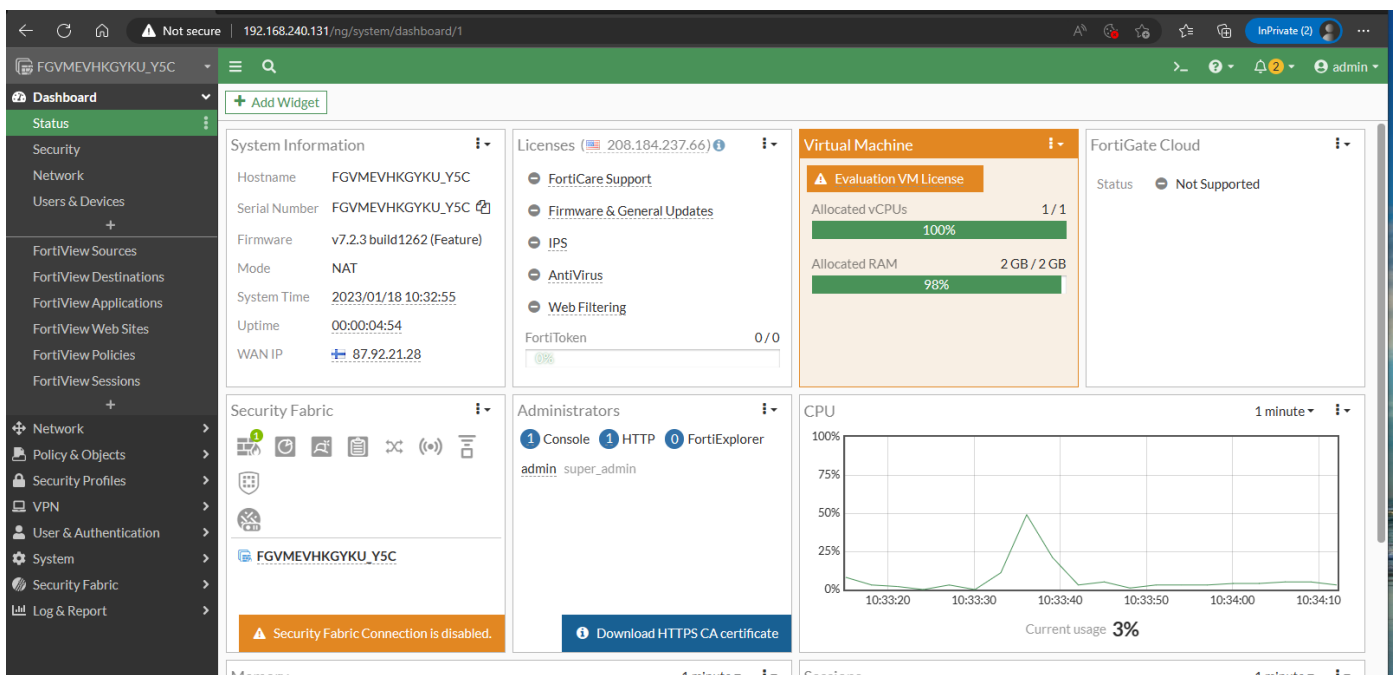 Not secure 192.168.240.131/ng/system/dashboard/1 InPrivate (2)
FGVMEVHKGYKU_Y5C >_ 2 admin
Dashboard
Status
Security
Network
Users & Devices
+
FortiView Sources
FortiView Destinations
FortiView Applications
FortiView Web Sites
FortiView Policies
FortiView Sessions
+
Network
Policy & Objects
Security Profiles
VPN
User & Authentication
System
Security Fabric
Log & Report
+ Add Widget
System Information
Hostname FGVMEVHKGYKU_Y5C
Serial Number FGVMEVHKGYKU_Y5C
Firmware v7.2.3 build1262 (Feature)
Mode NAT
System Time 2023/01/18 10:32:55
Uptime 00:00:04:54
WAN IP 87.92.21.28
Licenses (208.184.237.66)
FortiCare Support
Firmware & General Updates
IPS
AntiVirus
Web Filtering
FortiToken 0/0
0%
Virtual Machine
Evaluation VM License
Allocated vCPUs 1/1
100%
Allocated RAM 2 GB/2 GB
98%
FortiGate Cloud
Status Not Supported
Security Fabric
1
FGVMEVHKGYKU_Y5C
Security Fabric Connection is disabled.
Administrators
1 Console 1 HTTP 0 FortiExplorer
admin super_admin
Download HTTPS CA certificate
CPU 1 minute
100%
75%
50%
25%
0%
10:33:20 10:33:30 10:33:40 10:33:50 10:34:00 10:34:10
Current usage 3%
Memory 1 minute
Sessions 1 minute